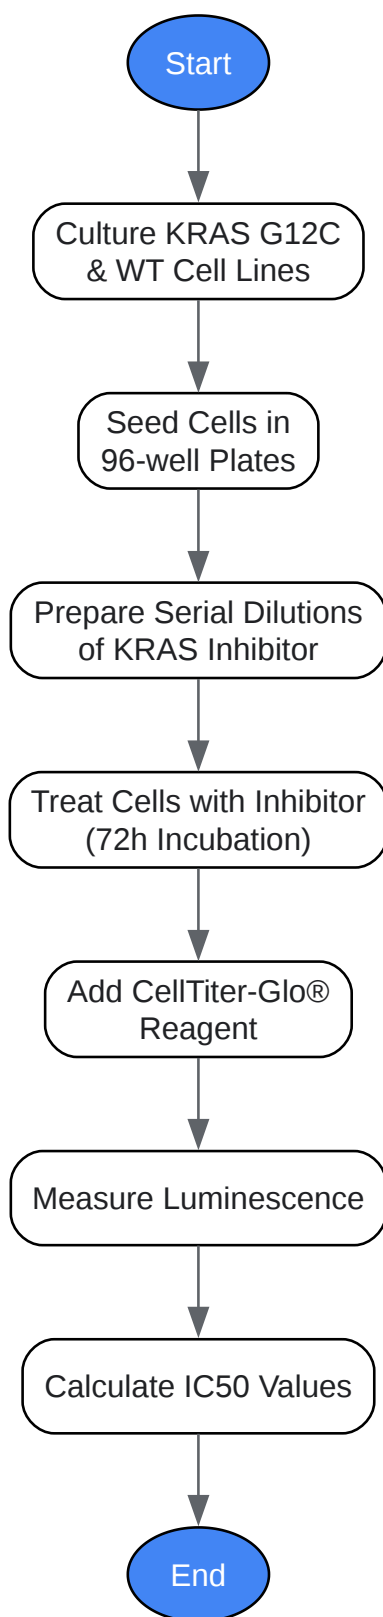 Start
Culture KRAS G12C
& WT Cell Lines
Seed Cells in
96-well Plates
Prepare Serial Dilutions
of KRAS Inhibitor
Treat Cells with Inhibitor
(72h Incubation)
Add CellTiter-Glo®
Reagent
Measure Luminescence
Calculate IC50 Values
End